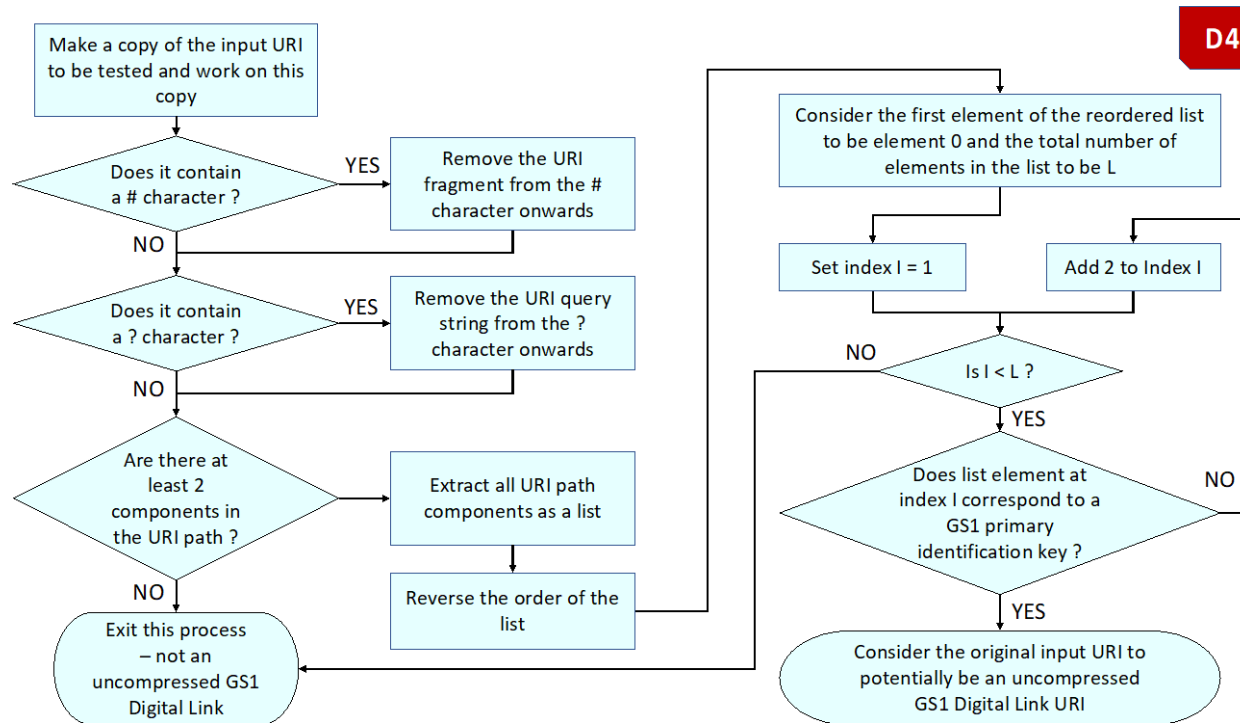 D4
Make a copy of the input URI
to be tested and work on this
copy
Does it contain
a # character ?
YES
Remove the URI
fragment from the #
character onwards
NO
Does it contain
a ? character ?
YES
Remove the URI query
string from the ?
character onwards
NO
Are there at
least 2
components in
the URI path ?
Extract all URI path
components as a list
Reverse the order of the
list
NO
Exit this process
– not an
uncompressed GS1
Digital Link
Consider the first element of the reordered list
to be element 0 and the total number of
elements in the list to be L
Set index I = 1
Add 2 to Index I
NO
Is I < L ?
YES
Does list element at
index I correspond to a
GS1 primary
identification key ?
NO
YES
Consider the original input URI to
potentially be an uncompressed
GS1 Digital Link URI